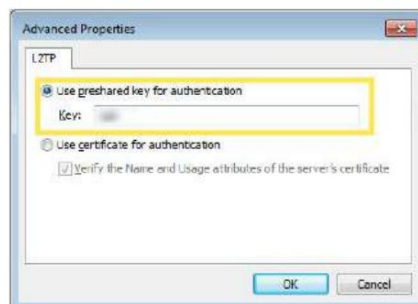 Advanced Properties
L2TP
Use preshared key for authentication
Key:
Use certificate for authentication
Verify the Name and Usage attributes of the server's certificate
OK Cancel